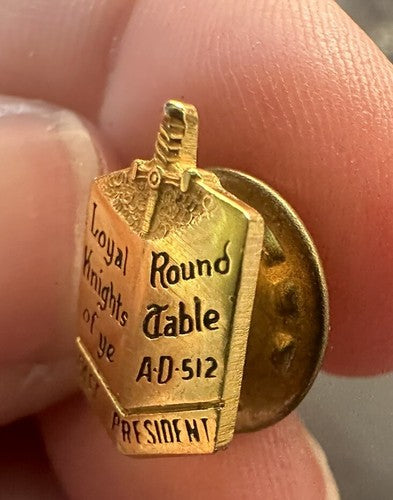 Loyal
Knights
of ye
Round
Table
A·D·512
PRESIDENT